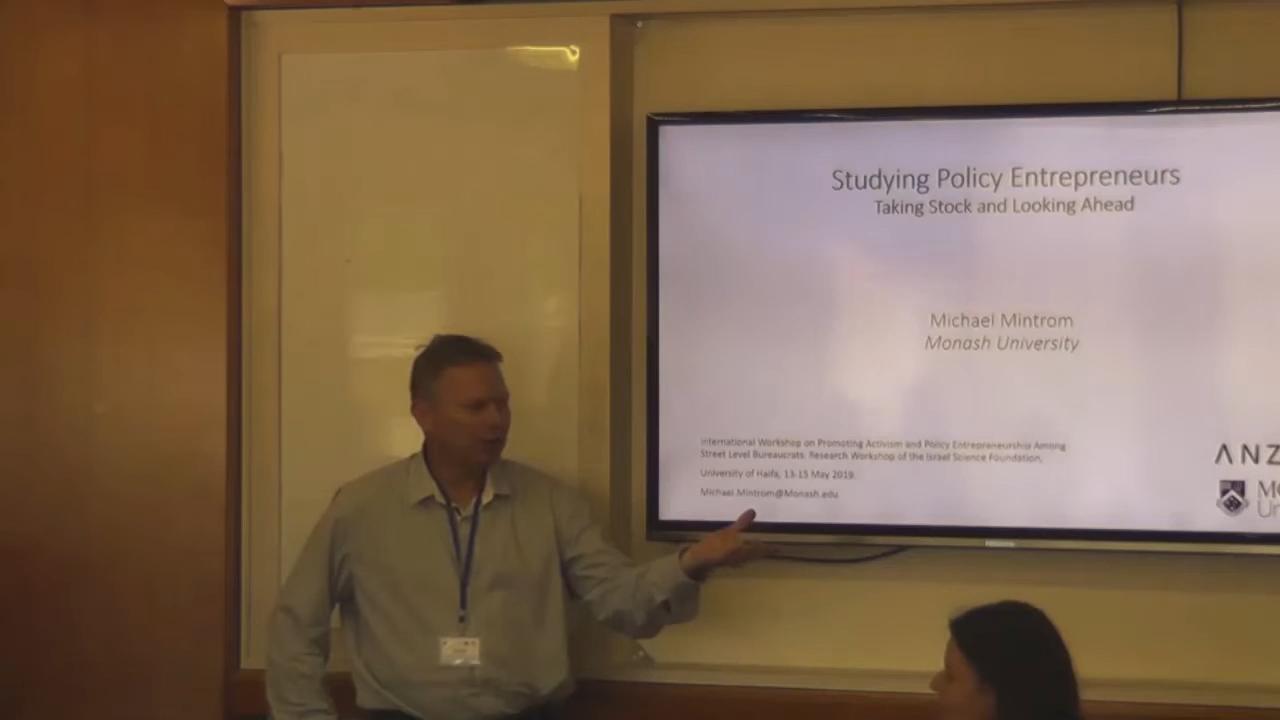 Studying Policy Entrepreneurs
Taking Stock and Looking Ahead
Michael Mintrom
Monash University
International Workshop on Promoting Activism and Policy Entrepreneurship Among
Street Level Bureaucrats. Research Workshop of the Israel Science Foundation,
University of Haifa, 13-15 May 2019.
Michael.Mintrom@Monash.edu
ANZ